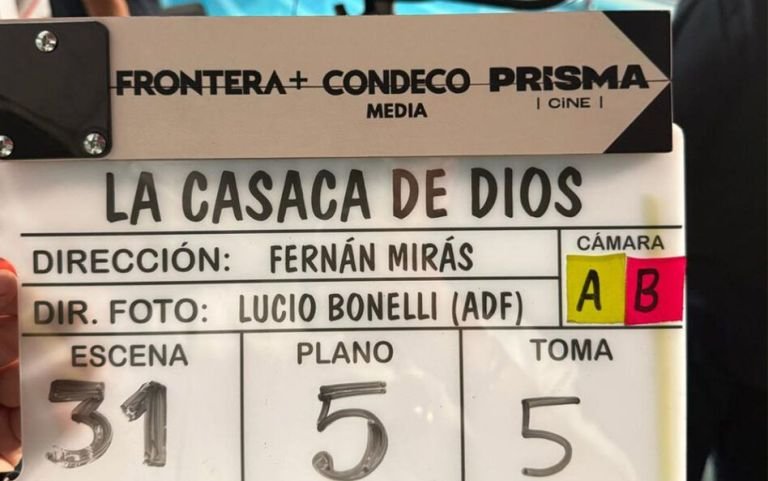 FRONTERA+ CONDECO MEDIA PRISMA | CINE |
LA CASACA DE DIOS
DIRECCIÓN: FERNÁN MIRÁS
CÁMARA
A B
DIR. FOTO: LUCIO BONELLI (ADF)
ESCENA PLANO TOMA
31 5 5